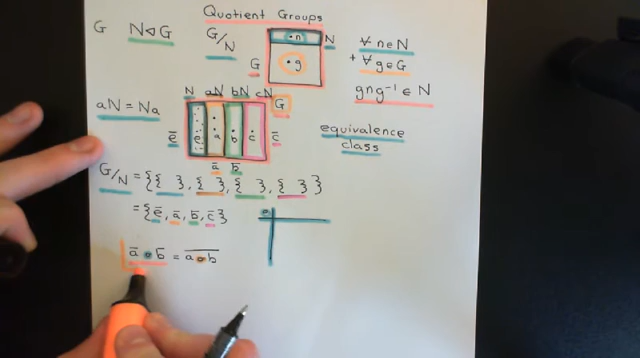 Quotient Groups
G N⊲G G/N
•n N
G •g
∀ n∈N
+ ∀ g∈G
gng⁻¹ ∈ N
aN = Na
N aN bN cN
G
e a b c
ē c̄
ā b̄
equivalence
class
G/N = {{ }, { }, { }, { }}
= {ē, ā, b̄, c̄}
ā • b̄ = a∘b